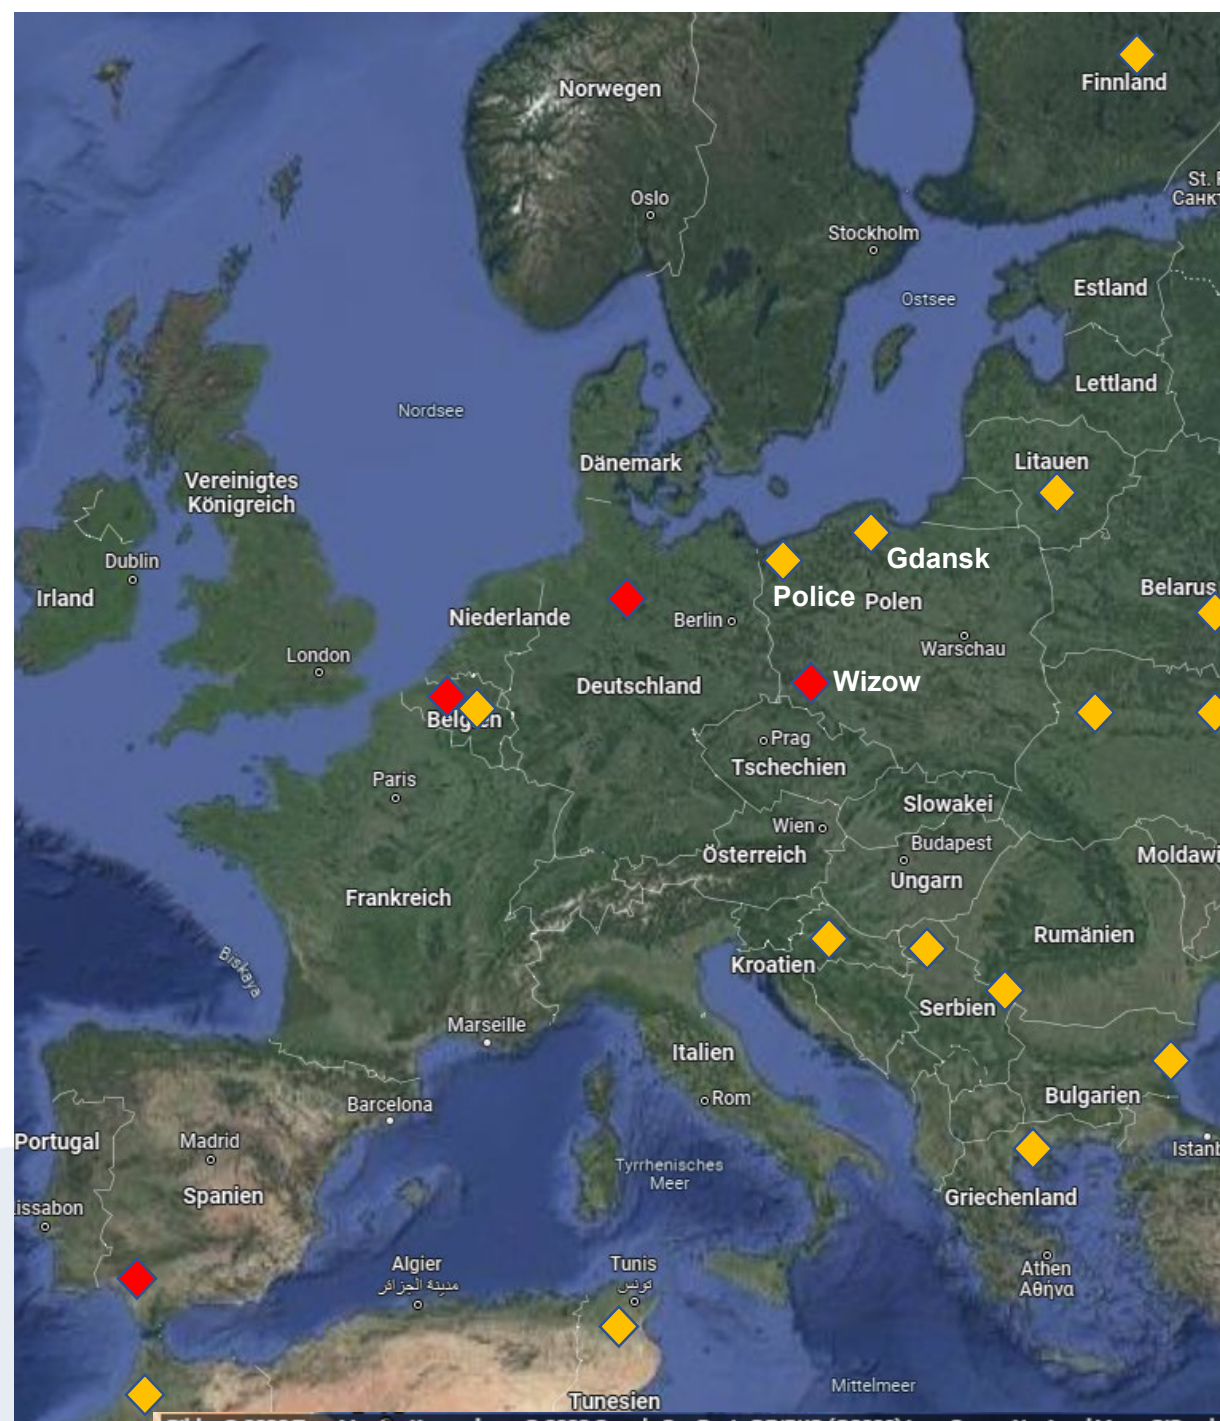 Finnland
Norwegen
St.
Санкт
Oslo
Stockholm
Estland
Ostsee
Lettland
Nordsee
Dänemark
Litauen
Vereinigtes
Königreich
Gdansk
Dublin
Belarus
Irland
Police
Polen
Niederlande
Berlin
Warschau
London
Deutschland
Wizow
Belgien
Prag
Tschechien
Paris
Slowakei
Wien
Budapest
Österreich
Moldawi
Ungarn
Frankreich
Rumänien
Kroatien
Biskaya
Serbien
Marseille
Italien
Bulgarien
Rom
Barcelona
Portugal
Madrid
Istanb
Tyrrhenisches
Meer
Spanien
Griechenland
Lissabon
Algier
مدينة الجزائر
Tunis
تونس
Athen
Αθήνα
Mittelmeer
Tunesien